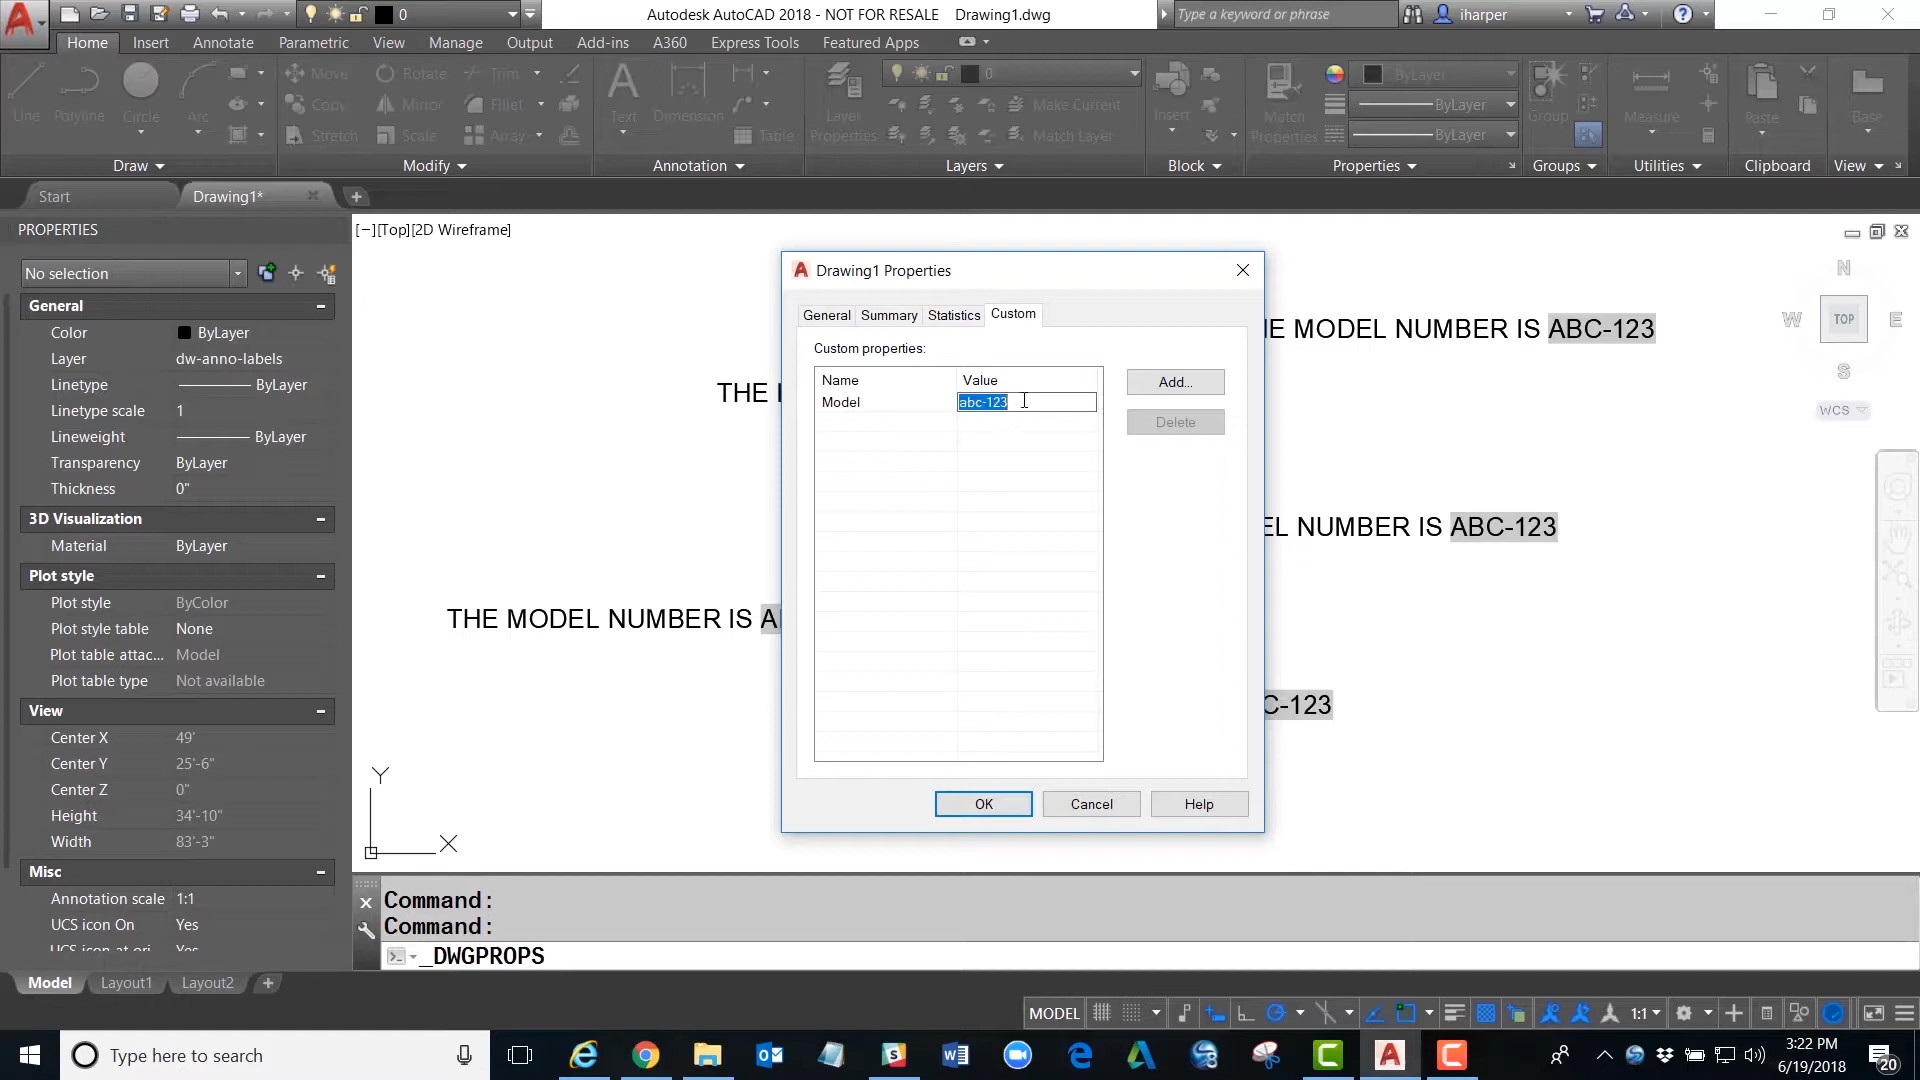 0
Autodesk AutoCAD 2018 - NOT FOR RESALE Drawing1.dwg
Type a keyword or phrase
iharper
Home Insert Annotate Parametric View Manage Output Add-ins A360 Express Tools Featured Apps
Line Polyline Circle Arc
Move Rotate Trim
Copy Mirror Fillet
Stretch Scale Array
Text Dimension Table
Layer Properties
0
Make Current
Match Layer
Insert
Match Properties
ByLayer
ByLayer
ByLayer
Group
Measure
Paste
Base
Draw Modify Annotation Layers Block Properties Groups Utilities Clipboard View
Start Drawing1*
PROPERTIES
No selection
General
Color ByLayer
Layer dw-anno-labels
Linetype ByLayer
Linetype scale 1
Lineweight ByLayer
Transparency ByLayer
Thickness 0"
3D Visualization
Material ByLayer
Plot style
Plot style ByColor
Plot style table None
Plot table attac... Model
Plot table type Not available
View
Center X 49'
Center Y 25'-6"
Center Z 0"
Height 34'-10"
Width 83'-3"
Misc
Annotation scale 1:1
UCS icon On Yes
UCS icon at ori... Yes
[−][Top][2D Wireframe]
N
W TOP E
S
WCS
E MODEL NUMBER IS ABC-123
THE
EL NUMBER IS ABC-123
THE MODEL NUMBER IS A
C-123
Y
X
Drawing1 Properties
General Summary Statistics Custom
Custom properties:
Name Value
Model abc-123
Add...
Delete
OK Cancel Help
Command:
Command:
_DWGPROPS
Model Layout1 Layout2
MODEL
1:1
Type here to search
3:22 PM
6/19/2018
20